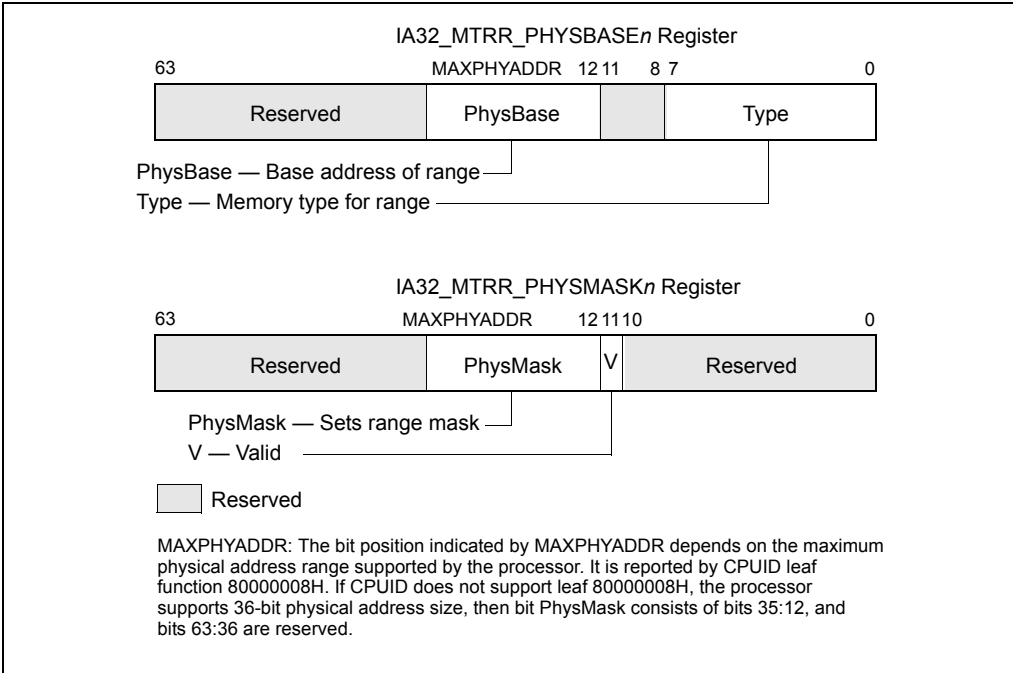 IA32_MTRR_PHYSBASEn Register
63 MAXPHYADDR 12 11 8 7 0
Reserved PhysBase Type
PhysBase — Base address of range
Type — Memory type for range
IA32_MTRR_PHYSMASKn Register
63 MAXPHYADDR 12 11 10 0
Reserved PhysMask V Reserved
PhysMask — Sets range mask
V — Valid
Reserved
MAXPHYADDR: The bit position indicated by MAXPHYADDR depends on the maximum
physical address range supported by the processor. It is reported by CPUID leaf
function 80000008H. If CPUID does not support leaf 80000008H, the processor
supports 36-bit physical address size, then bit PhysMask consists of bits 35:12, and
bits 63:36 are reserved.